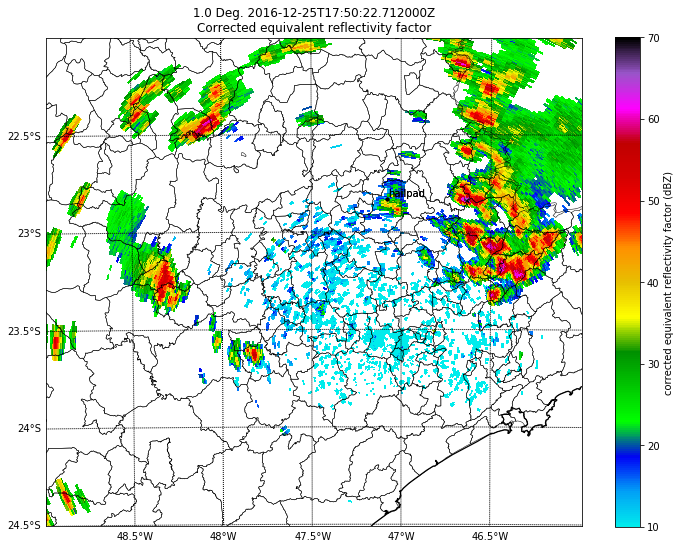 1.0 Deg. 2016-12-25T17:50:22.712000Z
Corrected equivalent reflectivity factor
22.5°S
23°S
23.5°S
24°S
24.5°S
48.5°W
48°W
47.5°W
47°W
46.5°W
hailpad
70
60
50
40
30
20
10
corrected equivalent reflectivity factor (dBZ)